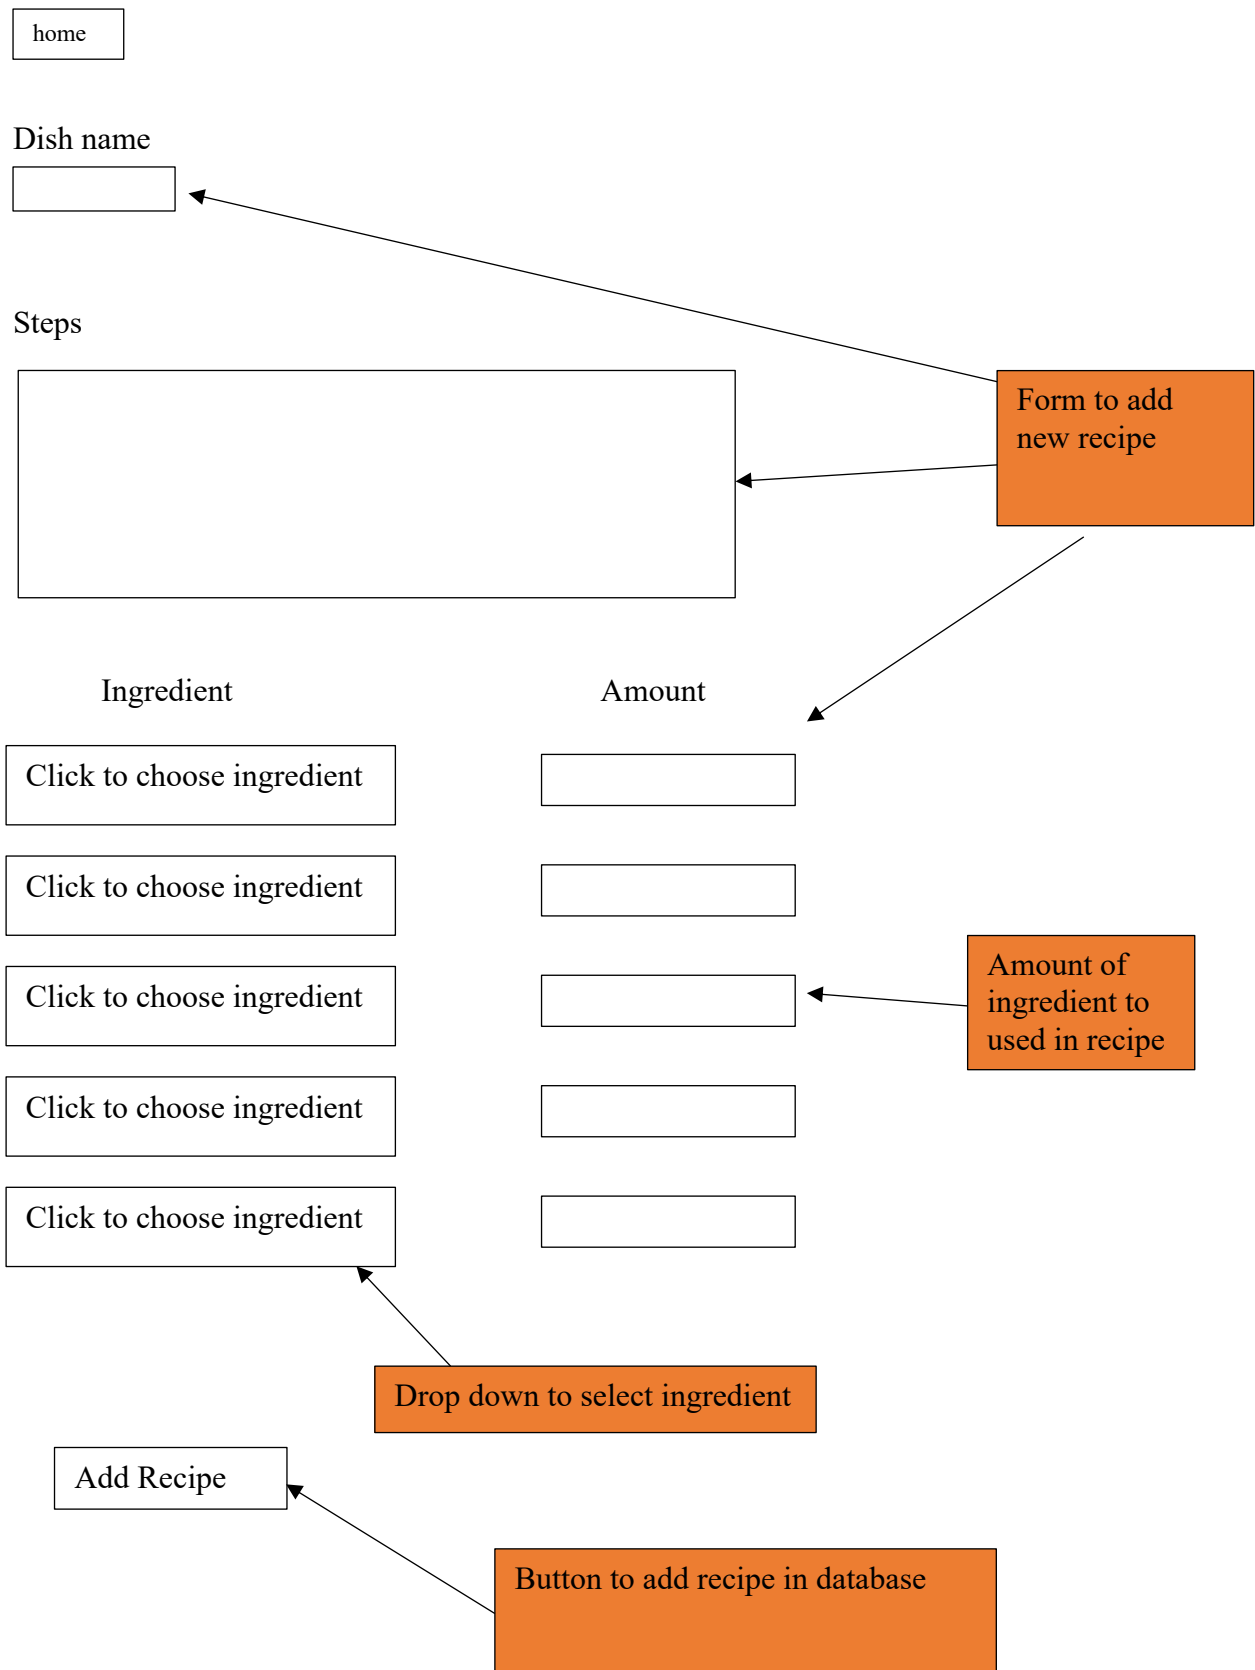 home
Dish name
Steps
Form to add
new recipe
Ingredient
Amount
Click to choose ingredient
Click to choose ingredient
Click to choose ingredient
Amount of
ingredient to
used in recipe
Click to choose ingredient
Click to choose ingredient
Drop down to select ingredient
Add Recipe
Button to add recipe in database